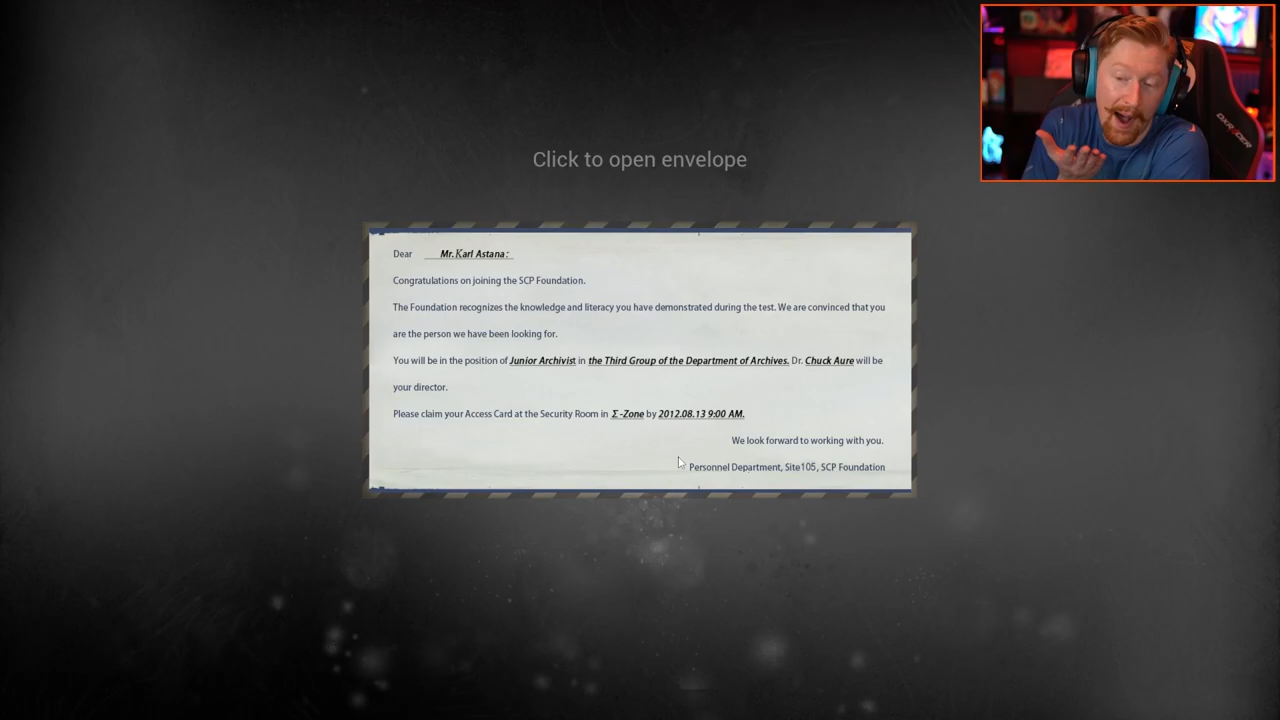 Click to open envelope
Dear Mr.Karl Astana:
Congratulations on joining the SCP Foundation.
The Foundation recognizes the knowledge and literacy you have demonstrated during the test. We are convinced that you
are the person we have been looking for.
You will be in the position of Junior Archivist in the Third Group of the Department of Archives. Dr. Chuck Aure will be
your director.
Please claim your Access Card at the Security Room in Σ-Zone by 2012.08.13 9:00 AM.
We look forward to working with you.
Personnel Department, Site105, SCP Foundation
DXRACER